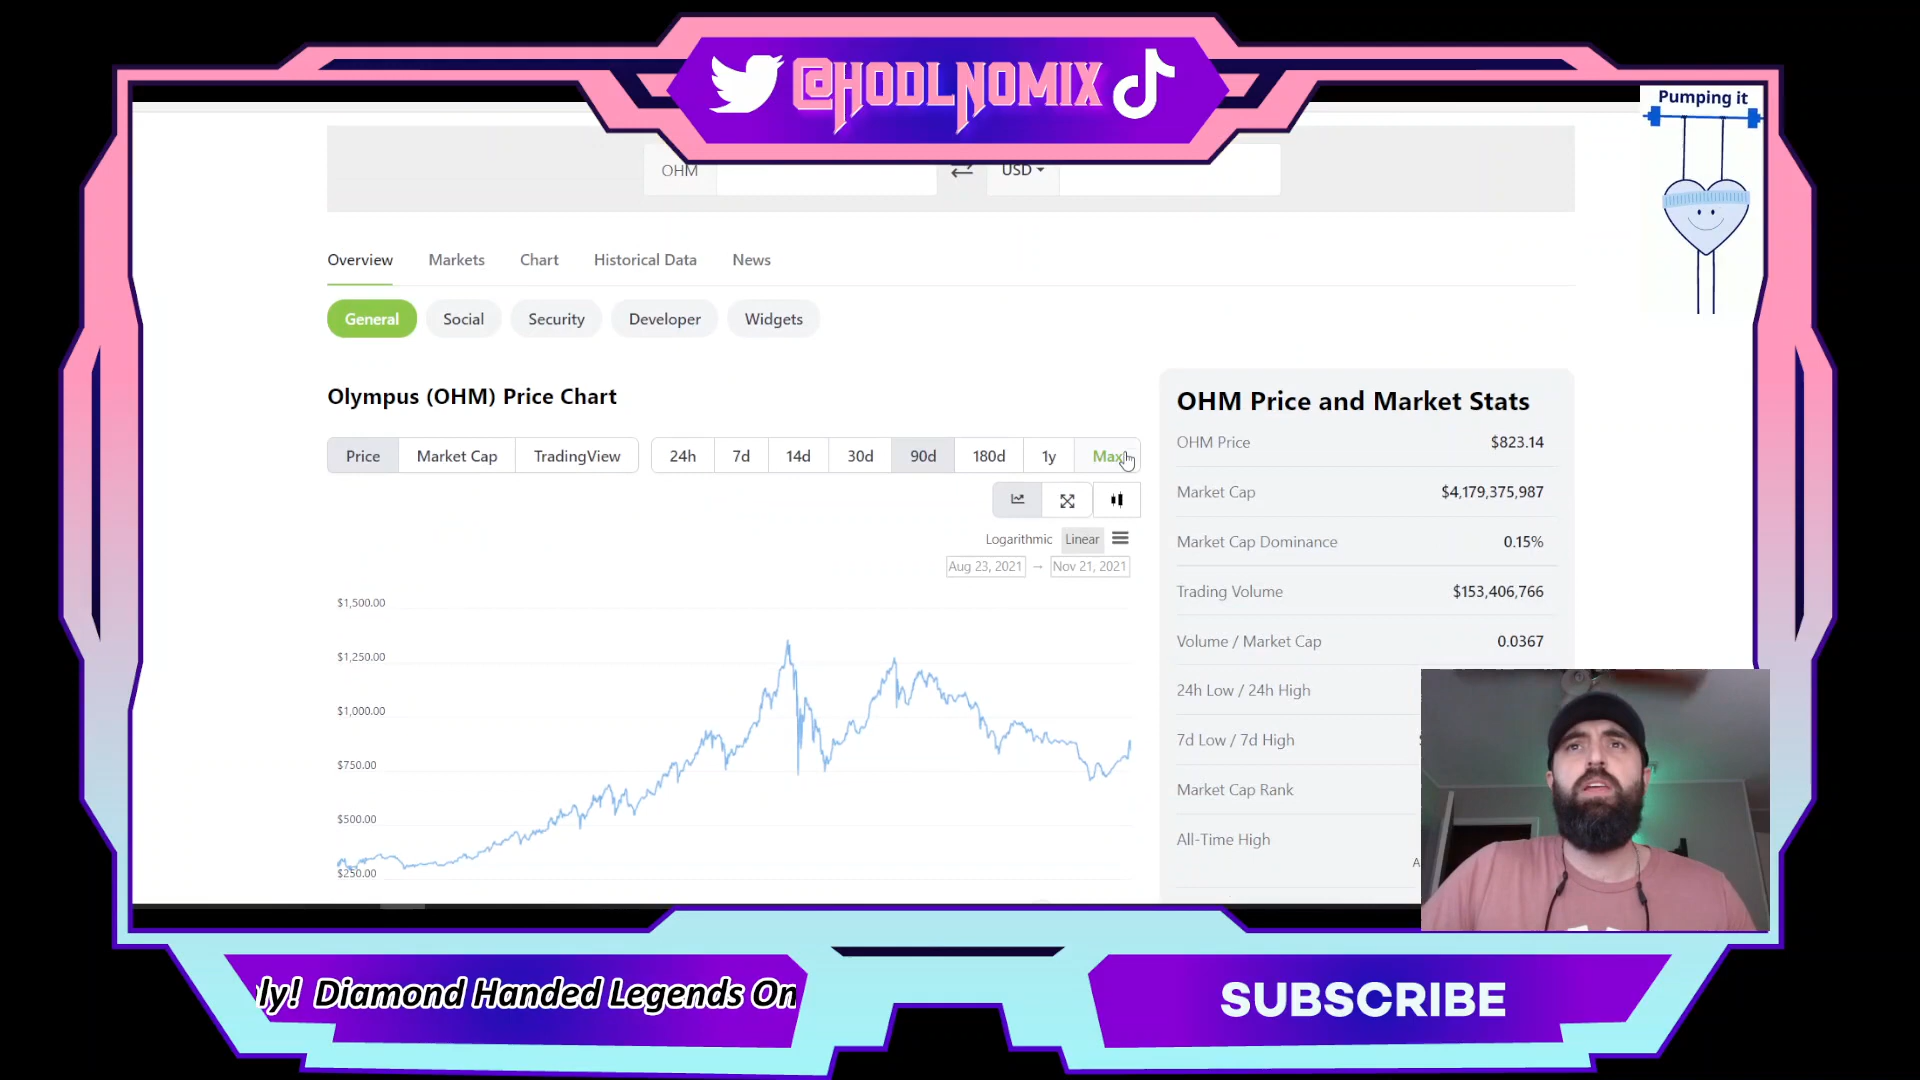 @HODLNOMIX
Pumping it
OHM
USD
Overview
Markets
Chart
Historical Data
News
General
Social
Security
Developer
Widgets
Olympus (OHM) Price Chart
Price
Market Cap
TradingView
24h
7d
14d
30d
90d
180d
1y
Max
Logarithmic
Linear
Aug 23, 2021 → Nov 21, 2021
$1,500.00
$1,250.00
$1,000.00
$750.00
$500.00
$250.00
OHM Price and Market Stats
OHM Price $823.14
Market Cap $4,179,375,987
Market Cap Dominance 0.15%
Trading Volume $153,406,766
Volume / Market Cap 0.0367
24h Low / 24h High
7d Low / 7d High
Market Cap Rank
All-Time High
ly! Diamond Handed Legends On
SUBSCRIBE